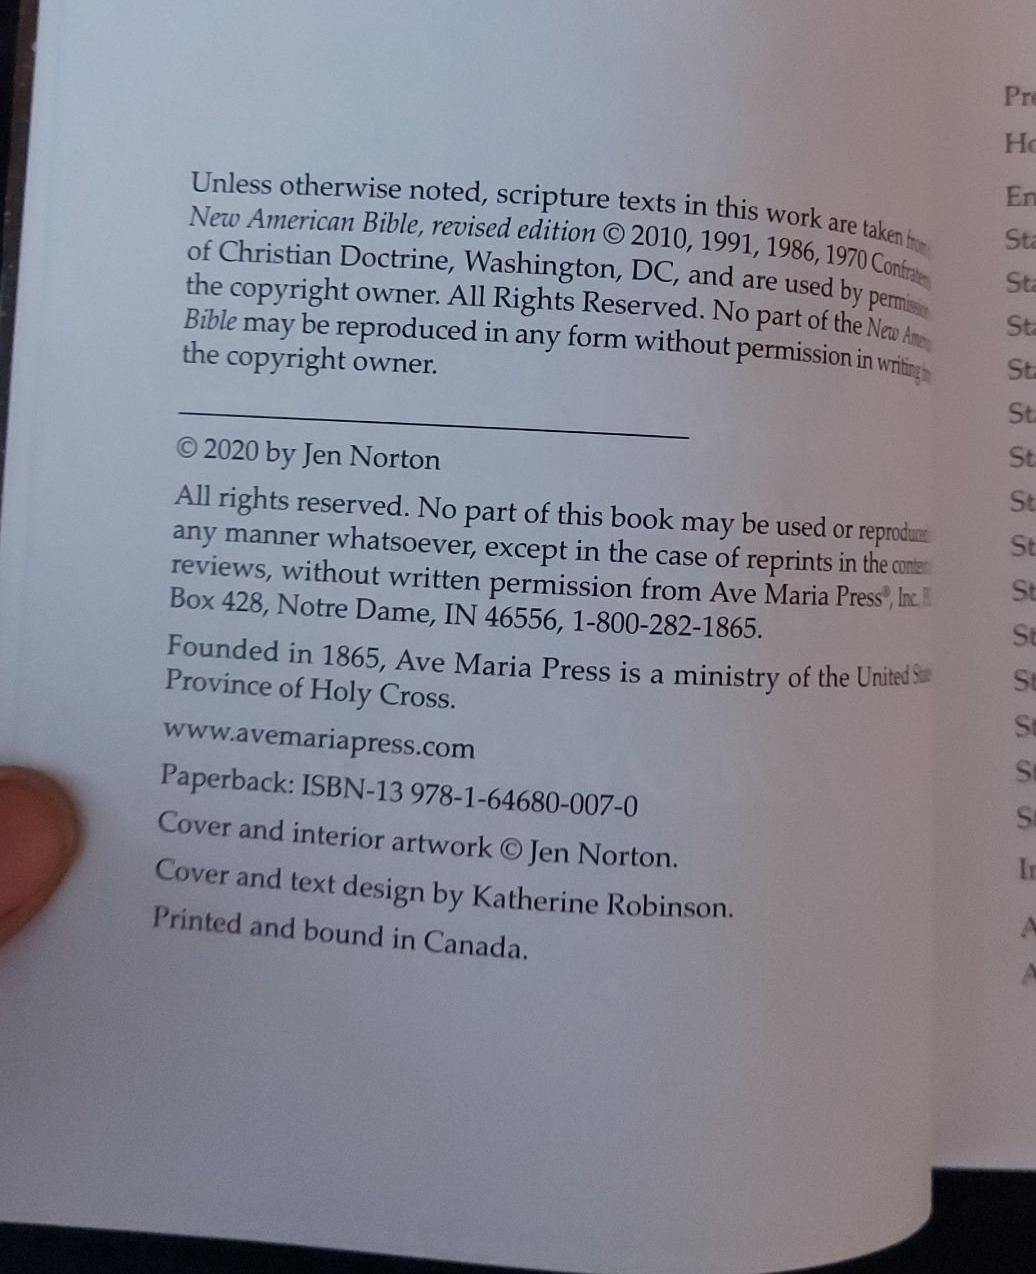 Unless otherwise noted, scripture texts in this work are taken from
New American Bible, revised edition © 2010, 1991, 1986, 1970
of Christian Doctrine, Washington, DC, and are used by
the copyright owner. All Rights Reserved. No part of the New
Bible may be reproduced in any form without permission in writing
the copyright owner.
© 2020 by Jen Norton
All rights reserved. No part of this book may be used or
any manner whatsoever, except in the case of reprints in the
reviews, without written permission from Ave Maria Press®, Inc.
Box 428, Notre Dame, IN 46556, 1-800-282-1865.
Founded in 1865, Ave Maria Press is a ministry of the United
Province of Holy Cross.
www.avemariapress.com
Paperback: ISBN-13 978-1-64680-007-0
Cover and interior artwork © Jen Norton.
Cover and text design by Katherine Robinson.
Printed and bound in Canada.